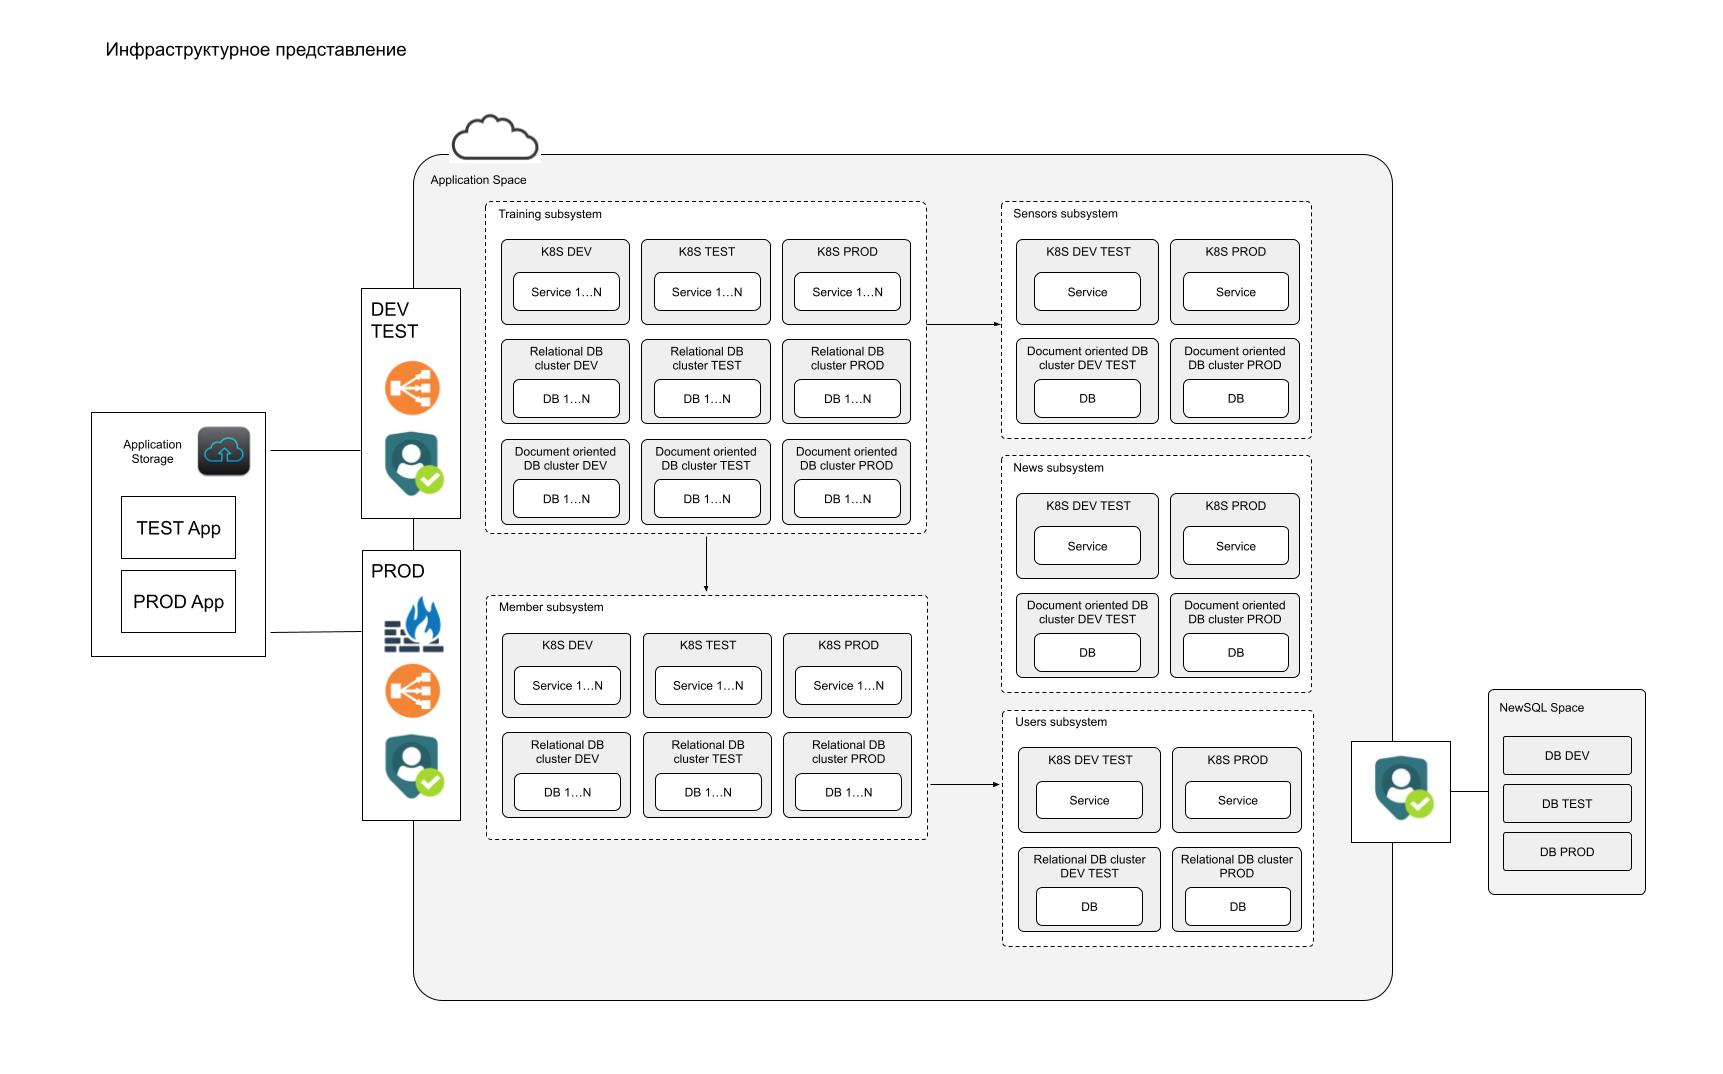 Инфраструктурное представление
Application Space
Training subsystem
K8S DEV
Service 1...N
K8S TEST
Service 1...N
K8S PROD
Service 1...N
Relational DB
cluster DEV
DB 1...N
Relational DB
cluster TEST
DB 1...N
Relational DB
cluster PROD
DB 1...N
Document oriented
DB cluster DEV
DB 1...N
Document oriented
DB cluster TEST
DB 1...N
Document oriented
DB cluster PROD
DB 1...N
Sensors subsystem
K8S DEV TEST
Service
K8S PROD
Service
Document oriented DB
cluster DEV TEST
DB
Document oriented
DB cluster PROD
DB
DEV
TEST
Application
Storage
TEST App
PROD App
PROD
News subsystem
K8S DEV TEST
Service
K8S PROD
Service
Document oriented DB
cluster DEV TEST
DB
Document oriented
DB cluster PROD
DB
Member subsystem
K8S DEV
Service 1...N
K8S TEST
Service 1...N
K8S PROD
Service 1...N
Relational DB
cluster DEV
DB 1...N
Relational DB
cluster TEST
DB 1...N
Relational DB
cluster PROD
DB 1...N
Users subsystem
K8S DEV TEST
Service
K8S PROD
Service
Relational DB cluster
DEV TEST
DB
Relational DB cluster
PROD
DB
NewSQL Space
DB DEV
DB TEST
DB PROD